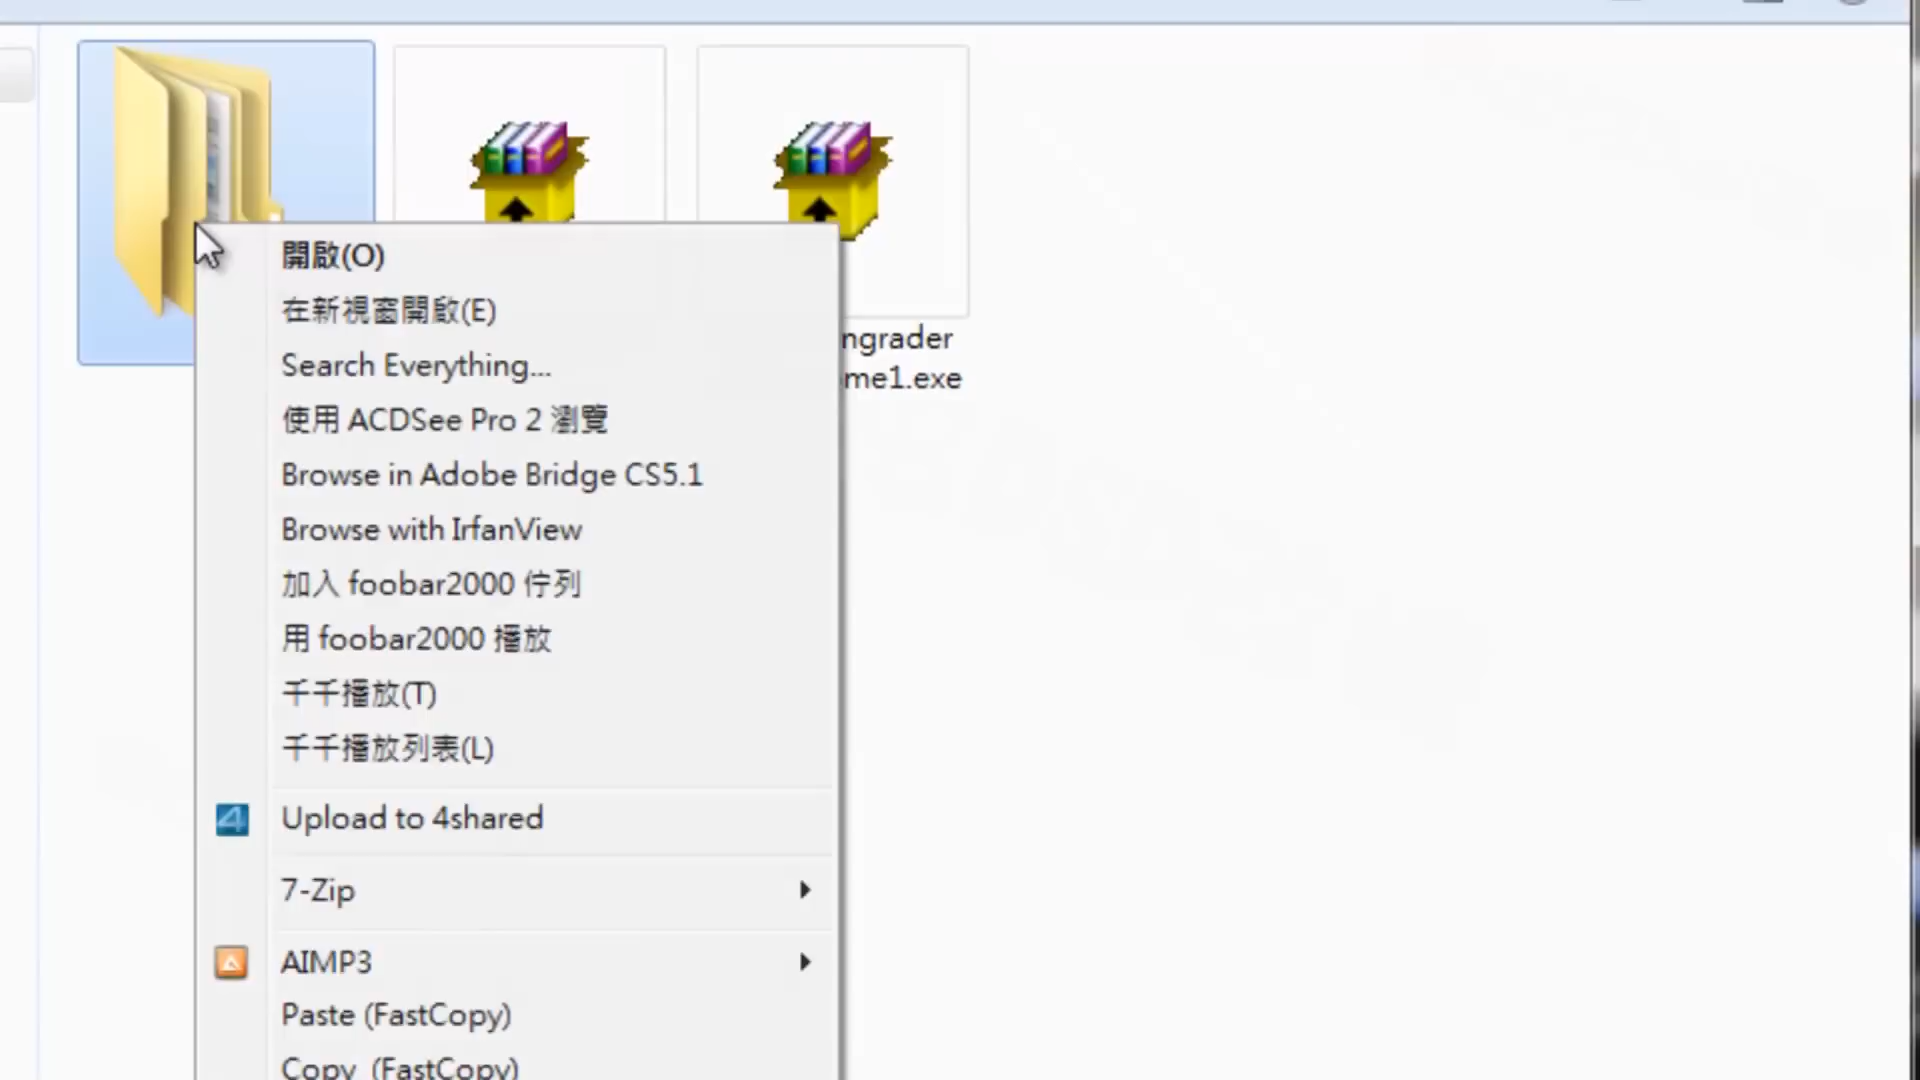 開啟(O)
在新視窗開啟(E)
Search Everything...
使用 ACDSee Pro 2 瀏覽
Browse in Adobe Bridge CS5.1
Browse with IrfanView
加入 foobar2000 佇列
用 foobar2000 播放
千千播放(T)
千千播放列表(L)
Upload to 4shared
7-Zip
AIMP3
Paste (FastCopy)
Copy (FastCopy)
ngrader
me1.exe